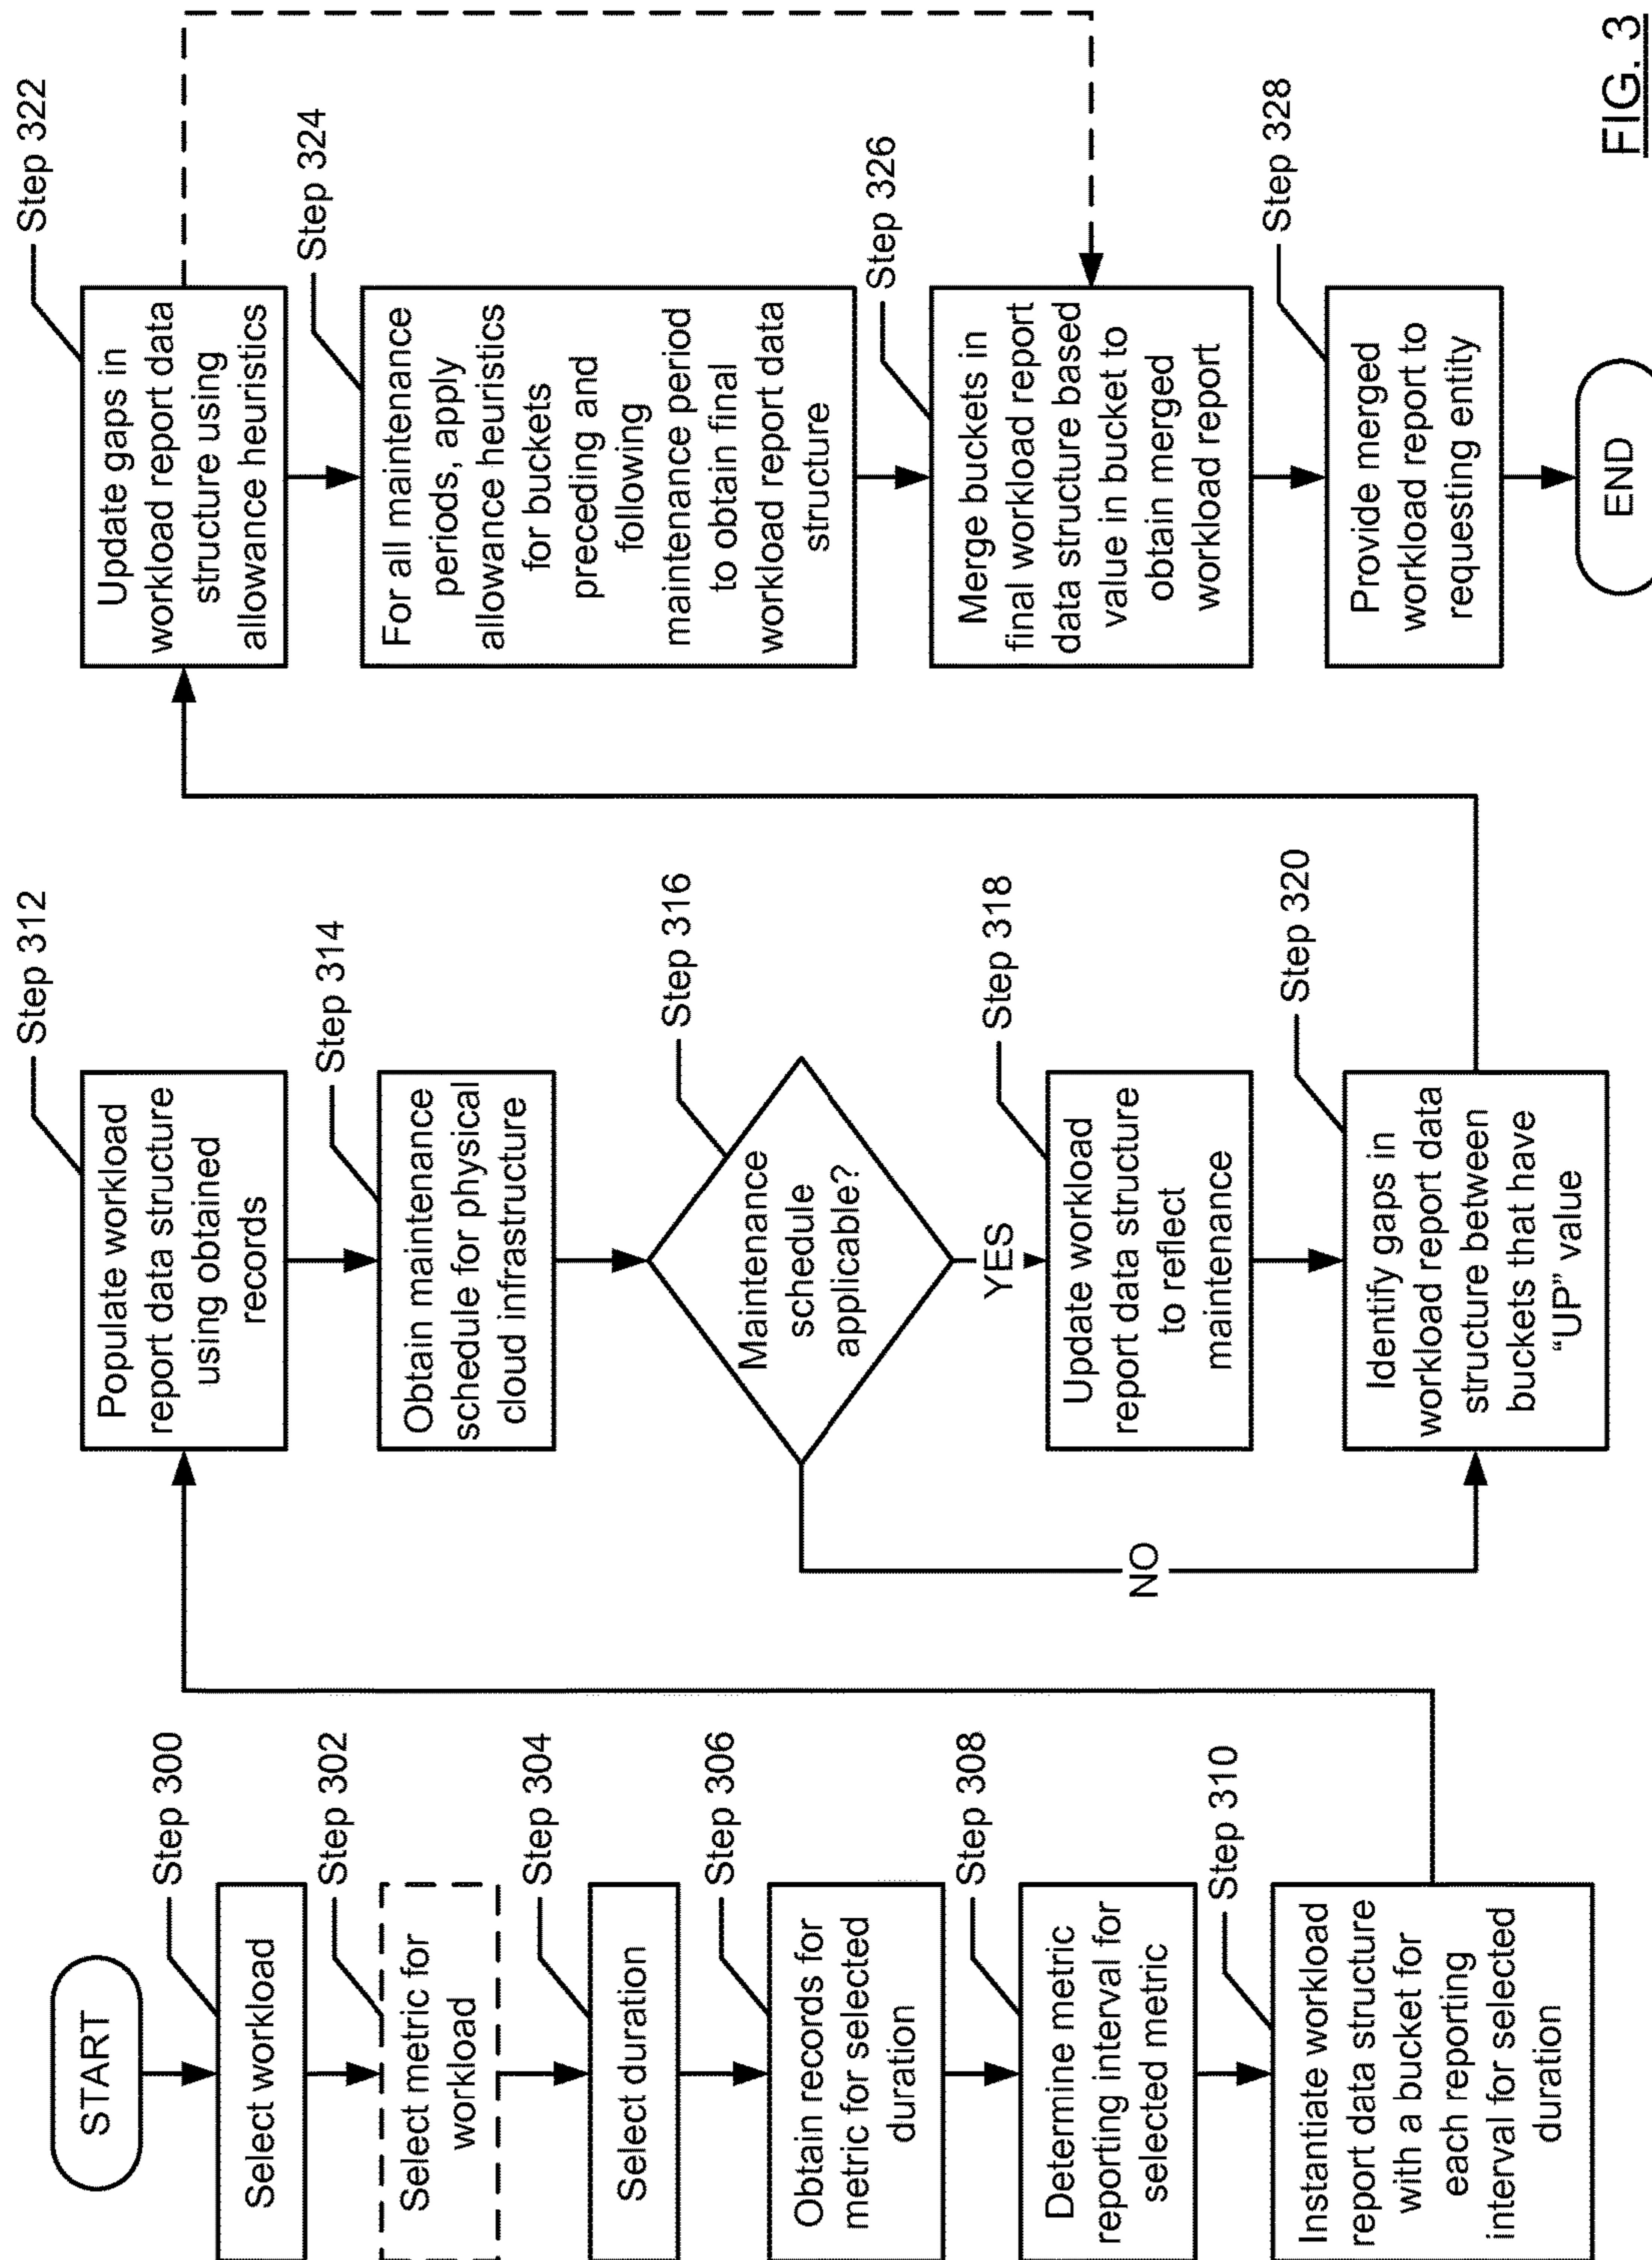 START
Step 300
Select workload
Step 302
Select metric for
workload
Step 304
Select duration
Step 306
Obtain records for
metric for selected
duration
Step 308
Determine metric
reporting interval for
selected metric
Step 310
Instantiate workload
report data structure
with a bucket for
each reporting
interval for selected
duration
Step 312
Populate workload
report data structure
using obtained
records
Step 314
Obtain maintenance
schedule for physical
cloud infrastructure
Step 316
Maintenance
schedule
applicable?
YES
NO
Step 318
Update workload
report data structure
to reflect
maintenance
Step 320
Identify gaps in
workload report data
structure between
buckets that have
“UP” value
Step 322
Update gaps in
workload report data
structure using
allowance heuristics
Step 324
For all maintenance
periods, apply
allowance heuristics
for buckets
preceding and
following
maintenance period
to obtain final
workload report data
structure
Step 326
Merge buckets in
final workload report
data structure based
value in bucket to
obtain merged
workload report
Step 328
Provide merged
workload report to
requesting entity
END
FIG. 3